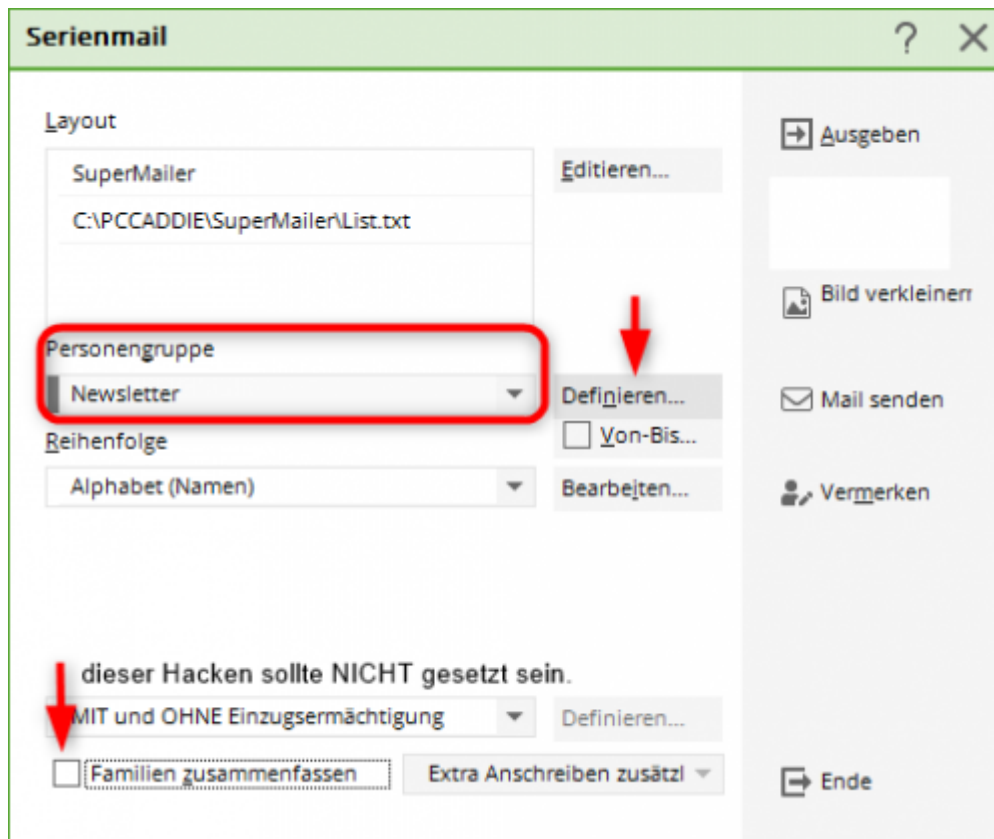 Serienmail
?
Layout
SuperMailer
C:\PCCADDIE\SuperMailer\List.txt
Editieren...
Personengruppe
Newsletter
Definieren...
Von-Bis...
Reihenfolge
Alphabet (Namen)
Bearbeiten...
dieser Hacken sollte NICHT gesetzt sein.
MIT und OHNE Einzugsermächtigung
Definieren...
Familien zusammenfassen
Extra Anschreiben zusätzl
Ausgeben
Bild verkleinern
Mail senden
Vermerken
Ende